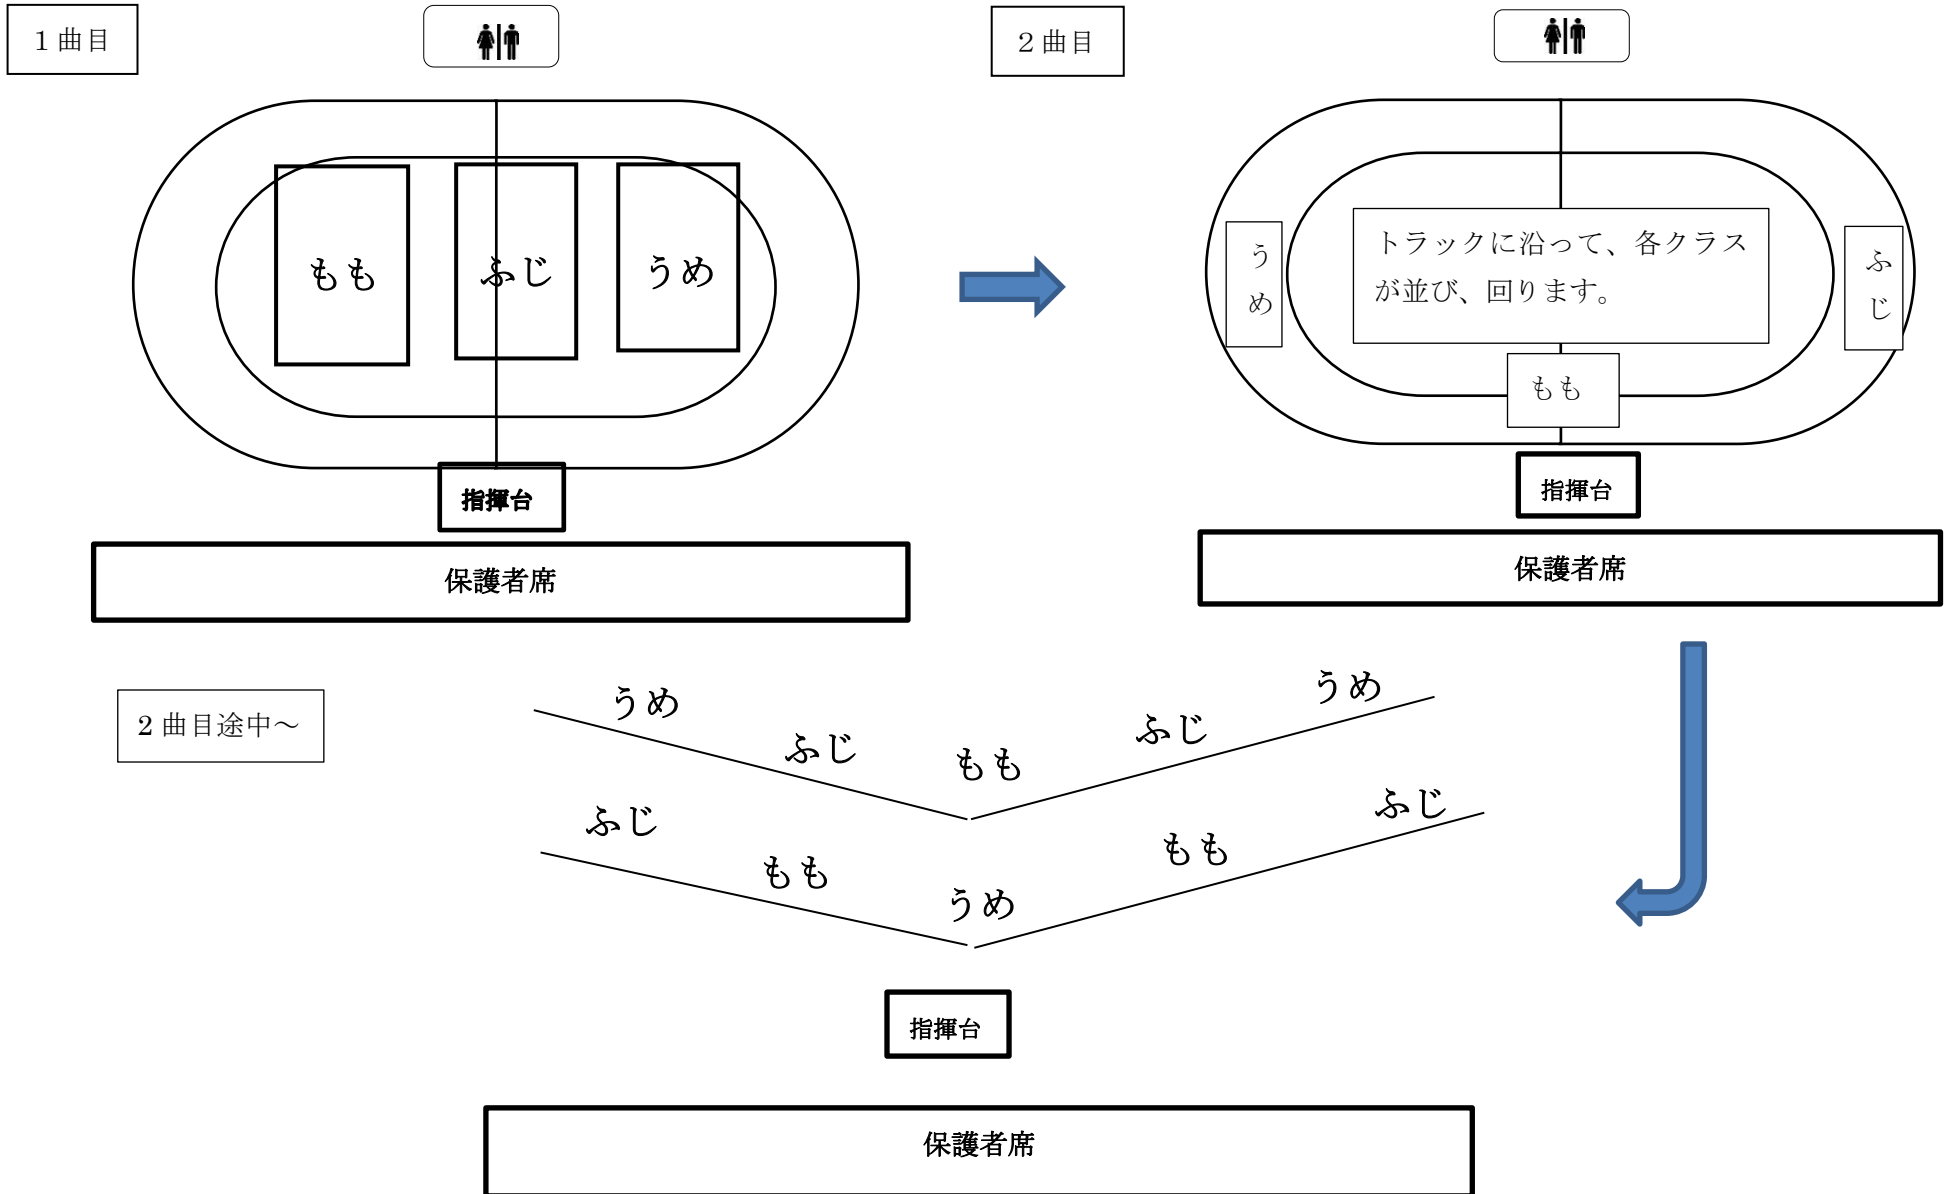 １曲目
２曲目
もも
ふじ
うめ
う
め
トラックに沿って、各クラス
が並び、回ります。
ふ
じ
もも
指揮台
指揮台
保護者席
保護者席
２曲目途中～
うめ
ふじ
もも
ふじ
うめ
ふじ
もも
うめ
もも
ふじ
指揮台
保護者席